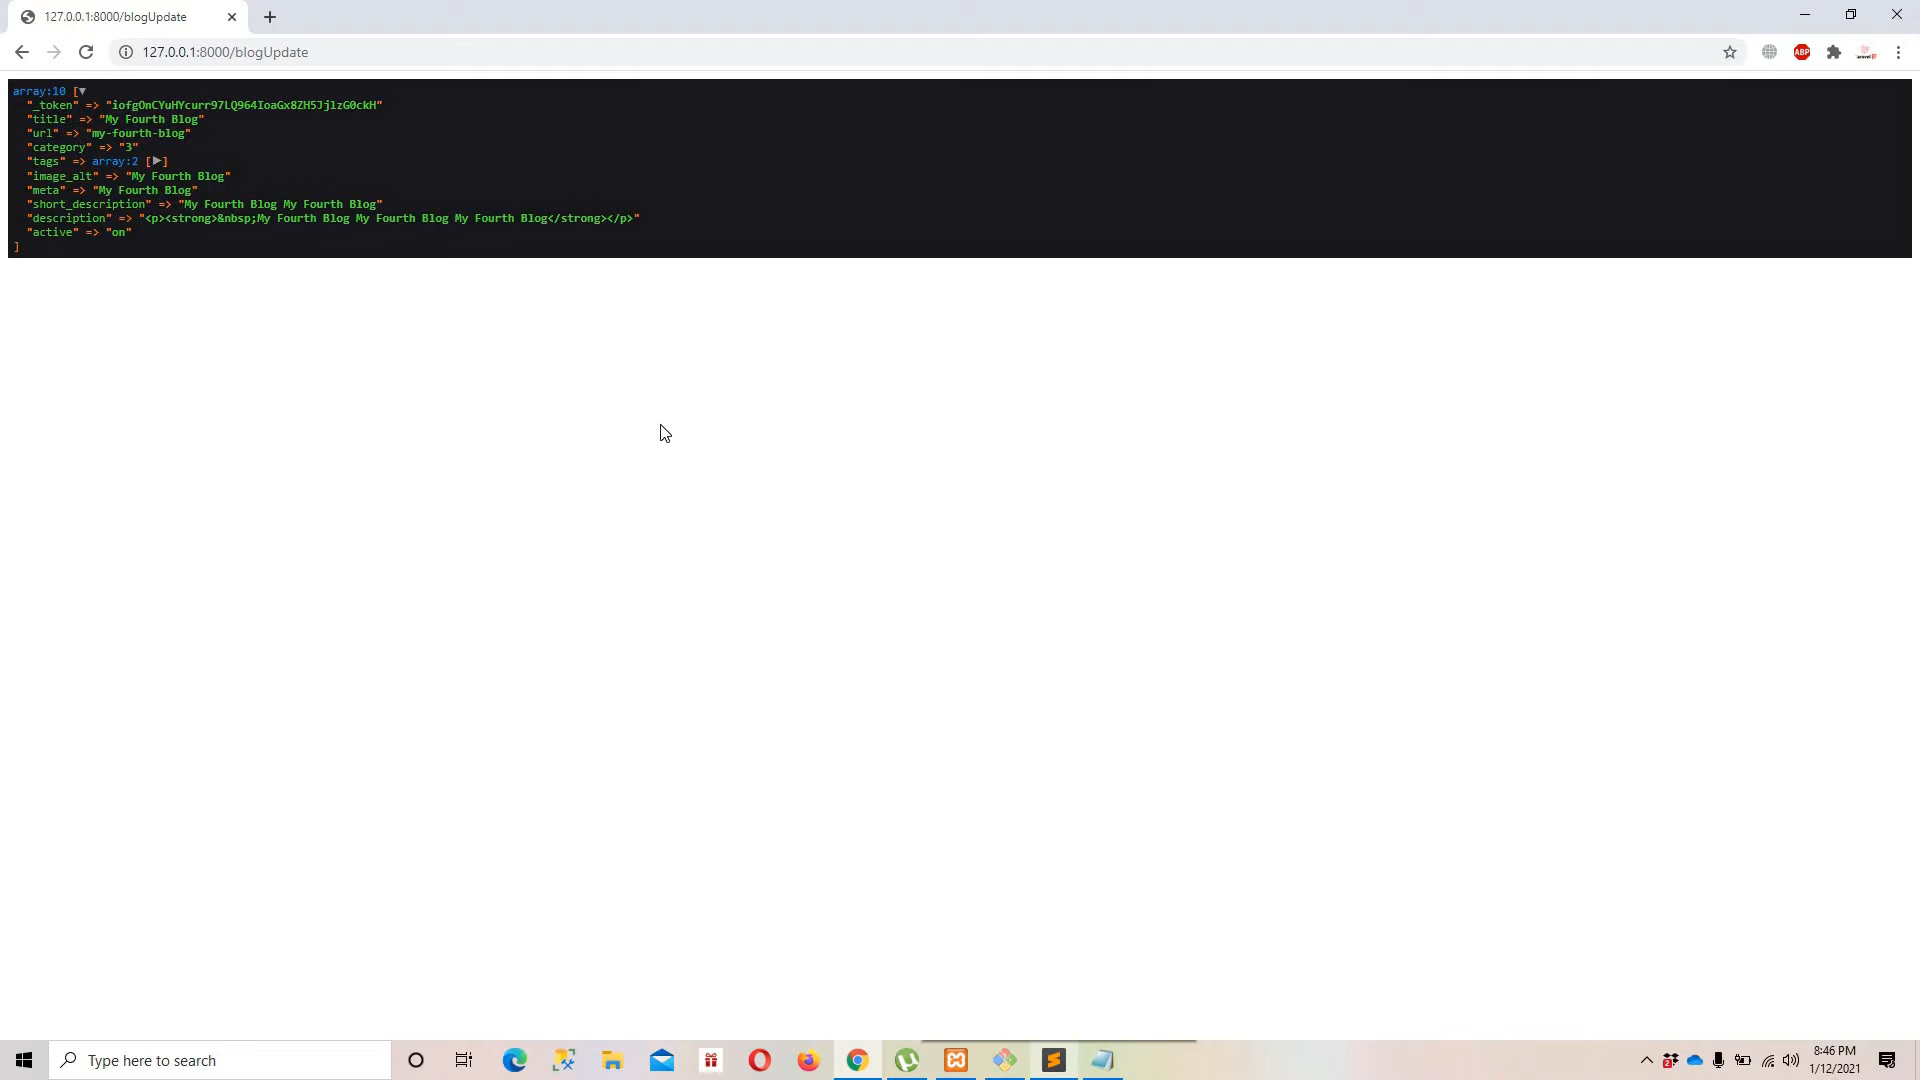 127.0.0.1:8000/blogUpdate
127.0.0.1:8000/blogUpdate
ABP
array:10 [▼
"_token" => "iofgOnCYuHYcurr97LQ964IoaGx8ZH5JjlzG0ckH"
"title" => "My Fourth Blog"
"url" => "my-fourth-blog"
"category" => "3"
"tags" => array:2 [▶]
"image_alt" => "My Fourth Blog"
"meta" => "My Fourth Blog"
"short_description" => "My Fourth Blog My Fourth Blog"
"description" => "<p><strong>&nbsp;My Fourth Blog My Fourth Blog My Fourth Blog</strong></p>"
"active" => "on"
]
Type here to search
8:46 PM
1/12/2021